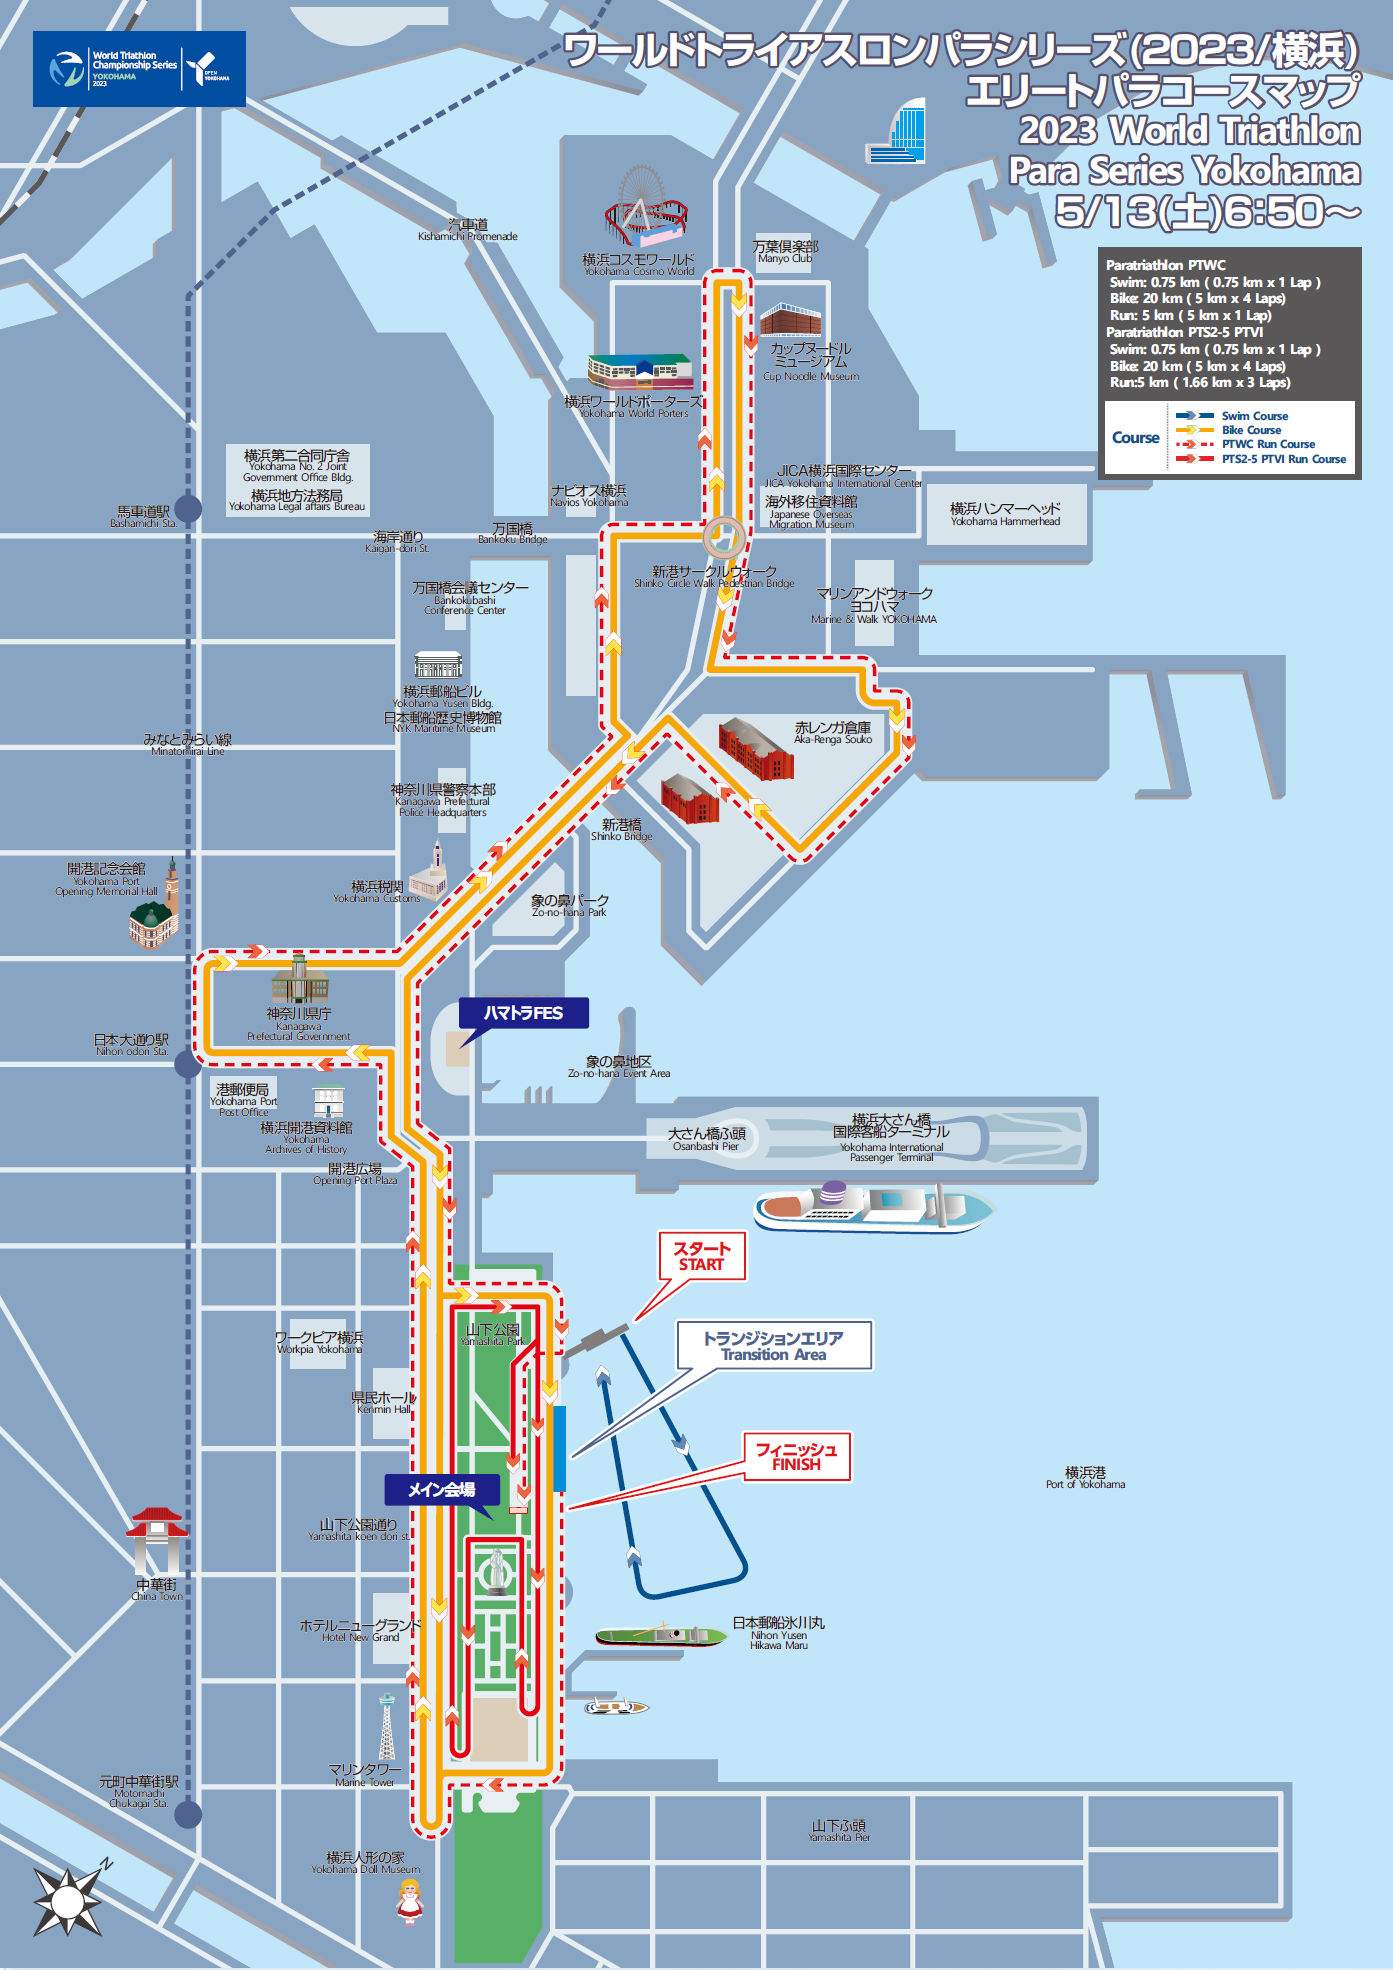 World Triathlon
Championship Series
YOKOHAMA
2023
OPEN
YOKOHAMA
ワールドトライアスロンパラシリーズ(2023/横浜)
エリートパラコースマップ
2023 World Triathlon
Para Series Yokohama
5/13(土)6:50〜
Paratriathlon PTWC
Swim: 0.75 km ( 0.75 km x 1 Lap )
Bike: 20 km ( 5 km x 4 Laps)
Run: 5 km ( 5 km x 1 Lap)
Paratriathlon PTS2-5 PTVI
Swim: 0.75 km ( 0.75 km x 1 Lap )
Bike: 20 km ( 5 km x 4 Laps)
Run:5 km ( 1.66 km x 3 Laps)
Course
Swim Course
Bike Course
PTWC Run Course
PTS2-5 PTVI Run Course
汽車道
Kishamichi Promenade
横浜コスモワールド
Yokohama Cosmo World
万葉倶楽部
Manyo Club
カップヌードル
ミュージアム
Cup Noodle Museum
横浜ワールドポーターズ
Yokohama World Porters
横浜第二合同庁舎
Yokohama No. 2 Joint
Government Office Bldg.
横浜地方法務局
Yokohama Legal affairs Bureau
馬車道駅
Bashamichi Sta.
ナビオス横浜
Navios Yokohama
JICA横浜国際センター
JICA Yokohama International Center
海外移住資料館
Japanese Overseas
Migration Museum
横浜ハンマーヘッド
Yokohama Hammerhead
海岸通り
Kaigan-dori St.
万国橋
Bankoku Bridge
新港サークルウォーク
Shinko Circle Walk Pedestrian Bridge
万国橋会議センター
Bankokubashi
Conference Center
マリンアンドウォーク
ヨコハマ
Marine & Walk YOKOHAMA
横浜郵船ビル
Yokohama Yusen Bldg.
日本郵船歴史博物館
NYK Maritime Museum
みなとみらい線
Minatomirai Line
赤レンガ倉庫
Aka-Renga Souko
神奈川県警察本部
Kanagawa Prefectural
Police Headquarters
新港橋
Shinko Bridge
開港記念会館
Yokohama Port
Opening Memorial Hall
横浜税関
Yokohama Customs
象の鼻パーク
Zo-no-hana Park
神奈川県庁
Kanagawa
Prefectural Government
ハマトラFES
日本大通り駅
Nihon odori Sta.
象の鼻地区
Zo-no-hana Event Area
港郵便局
Yokohama Port
Post Office
横浜開港資料館
Yokohama
Archives of History
開港広場
Opening Port Plaza
大さん橋ふ頭
Osanbashi Pier
横浜大さん橋
国際客船ターミナル
Yokohama International
Passenger Terminal
スタート
START
トランジションエリア
Transition Area
フィニッシュ
FINISH
山下公園
Yamashita Park
ワークピア横浜
Workpia Yokohama
県民ホール
Kenmin Hall
メイン会場
横浜港
Port of Yokohama
山下公園通り
Yamashita koen dori st.
中華街
China Town
ホテルニューグランド
Hotel New Grand
日本郵船氷川丸
Nihon Yusen
Hikawa Maru
マリンタワー
Marine Tower
元町中華街駅
Motomachi
Chukagai Sta.
山下ふ頭
Yamashita Pier
横浜人形の家
Yokohama Doll Museum
N